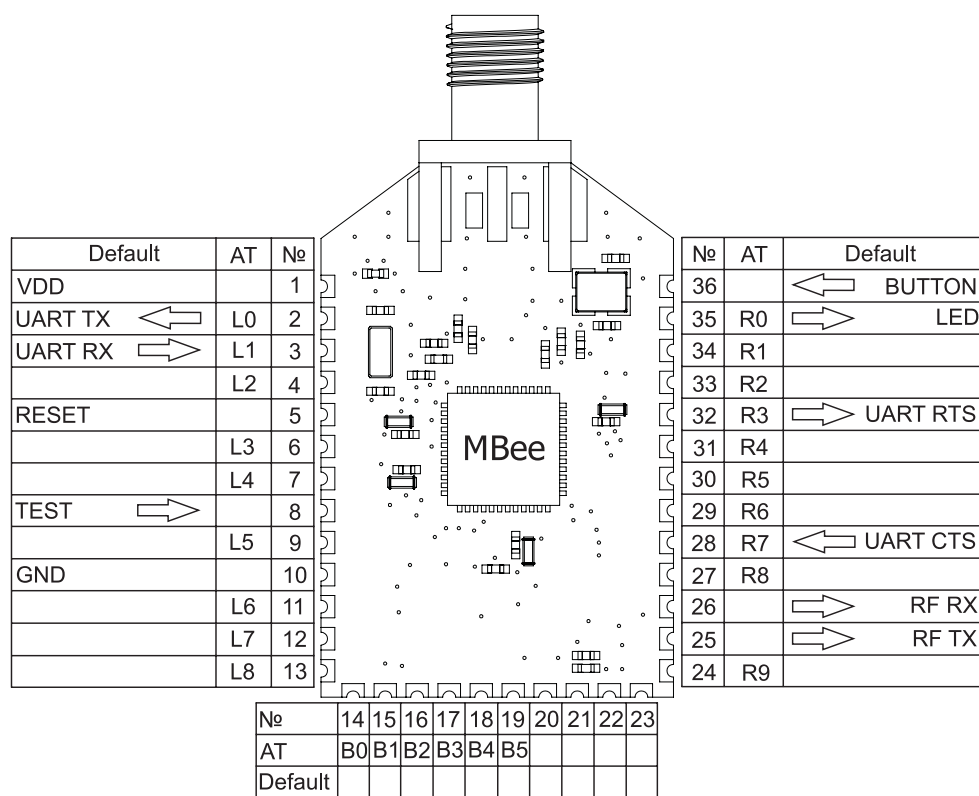 Default AT №
VDD 1
UART TX L0 2
UART RX L1 3
L2 4
RESET 5
L3 6
L4 7
TEST 8
L5 9
GND 10
L6 11
L7 12
L8 13
MBee
№ AT Default
36 BUTTON
35 R0 LED
34 R1
33 R2
32 R3 UART RTS
31 R4
30 R5
29 R6
28 R7 UART CTS
27 R8
26 RF RX
25 RF TX
24 R9
№ 14 15 16 17 18 19 20 21 22 23
AT B0 B1 B2 B3 B4 B5
Default